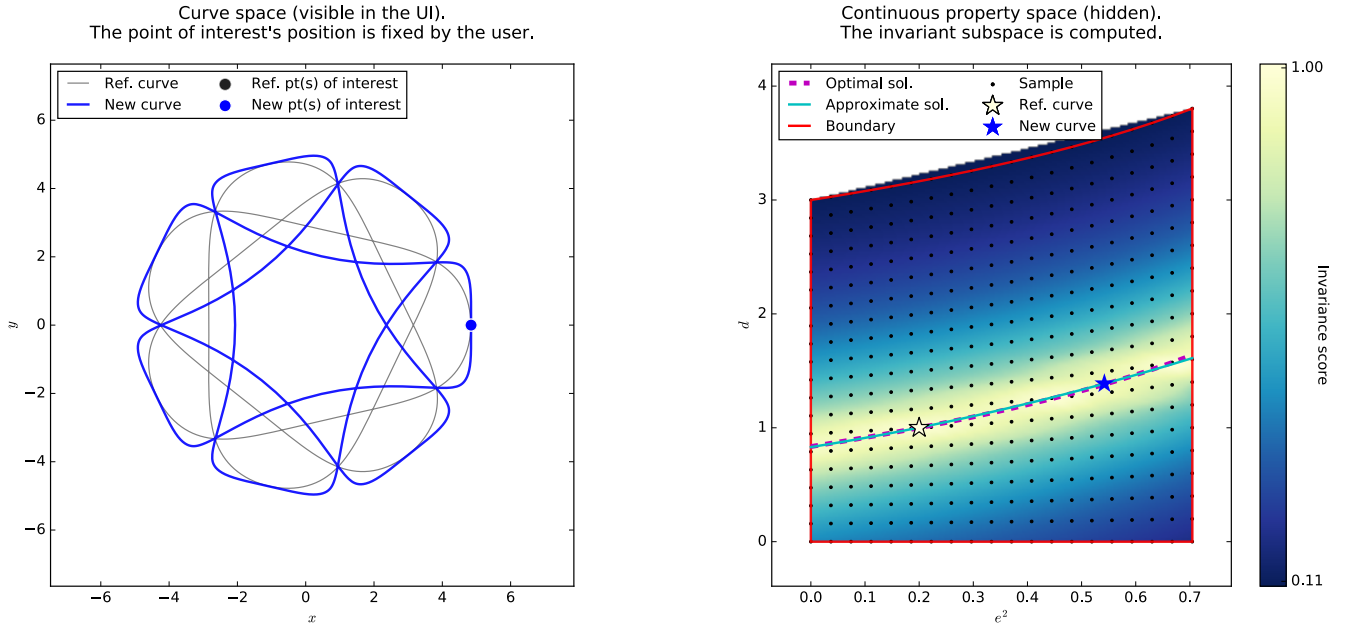 Curve space (visible in the UI).
The point of interest's position is fixed by the user.
Ref. curve
New curve
Ref. pt(s) of interest
New pt(s) of interest
6
4
2
0
−2
−4
−6
y
−6
−4
−2
0
2
4
6
x
Continuous property space (hidden).
The invariant subspace is computed.
Optimal sol.
Approximate sol.
Boundary
Sample
Ref. curve
New curve
4
3
2
1
0
d
0.0
0.1
0.2
0.3
0.4
0.5
0.6
0.7
e²
1.00
0.11
Invariance score